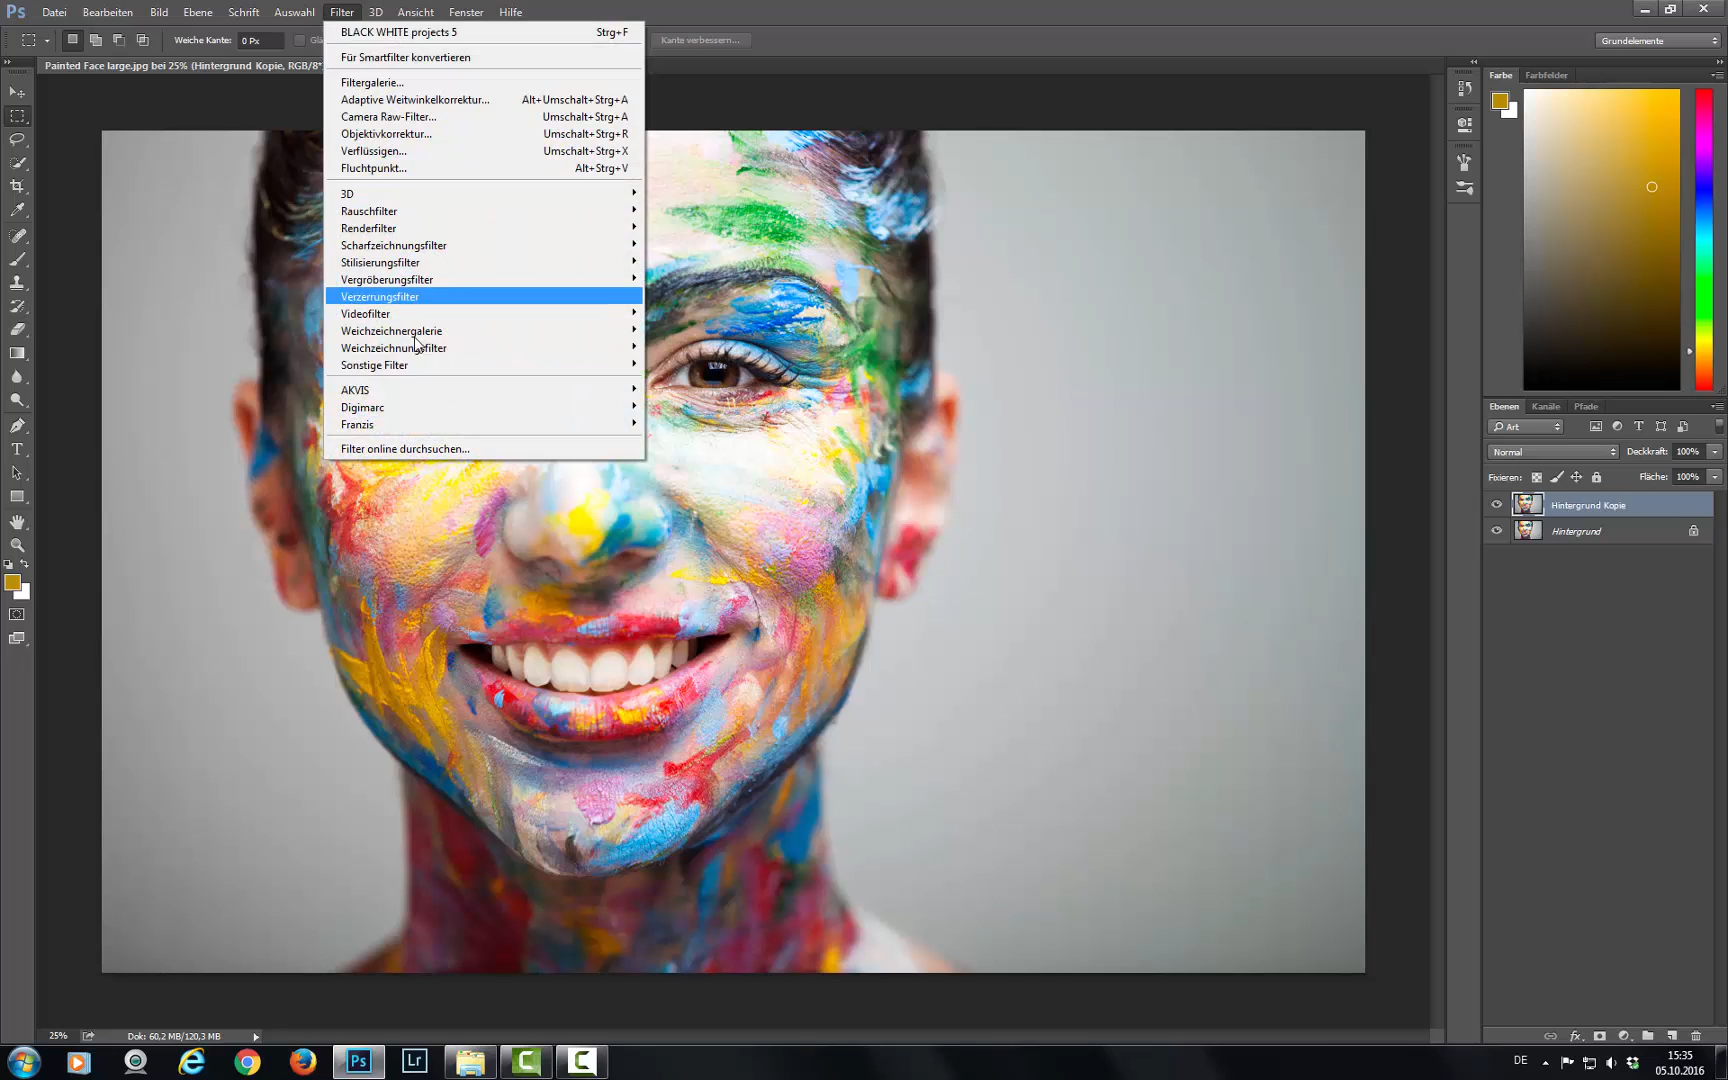 Ps Datei Bearbeiten Bild Ebene Schrift Auswahl Filter 3D Ansicht Fenster Filter Hilfe
Weiche Kante: 0 Px
Kante verbessern...
Grundelemente
Painted Face large.jpg bei 25% (Hintergrund Kopie, RGB/8*
BLACK WHITE projects 5 Strg+F
Für Smartfilter konvertieren
Filtergalerie...
Adaptive Weitwinkelkorrektur... Alt+Umschalt+Strg+A
Camera Raw-Filter... Umschalt+Strg+A
Objektivkorrektur... Umschalt+Strg+R
Verflüssigen... Umschalt+Strg+X
Fluchtpunkt... Alt+Strg+V
3D
Rauschfilter
Renderfilter
Scharfzeichnungsfilter
Stilisierungsfilter
Vergröberungsfilter
Verzerrungsfilter
Videofilter
Weichzeichnergalerie
Weichzeichnungsfilter
Sonstige Filter
AKVIS
Digimarc
Franzis
Filter online durchsuchen...
Farbe Farbfelder
Ebenen Kanäle Pfade
Art
Normal Deckkraft: 100%
Fixieren: Fläche: 100%
Hintergrund Kopie
Hintergrund
25% Dok: 60,2 MB/120,3 MB
Ps Lr
DE 15:35
05.10.2016